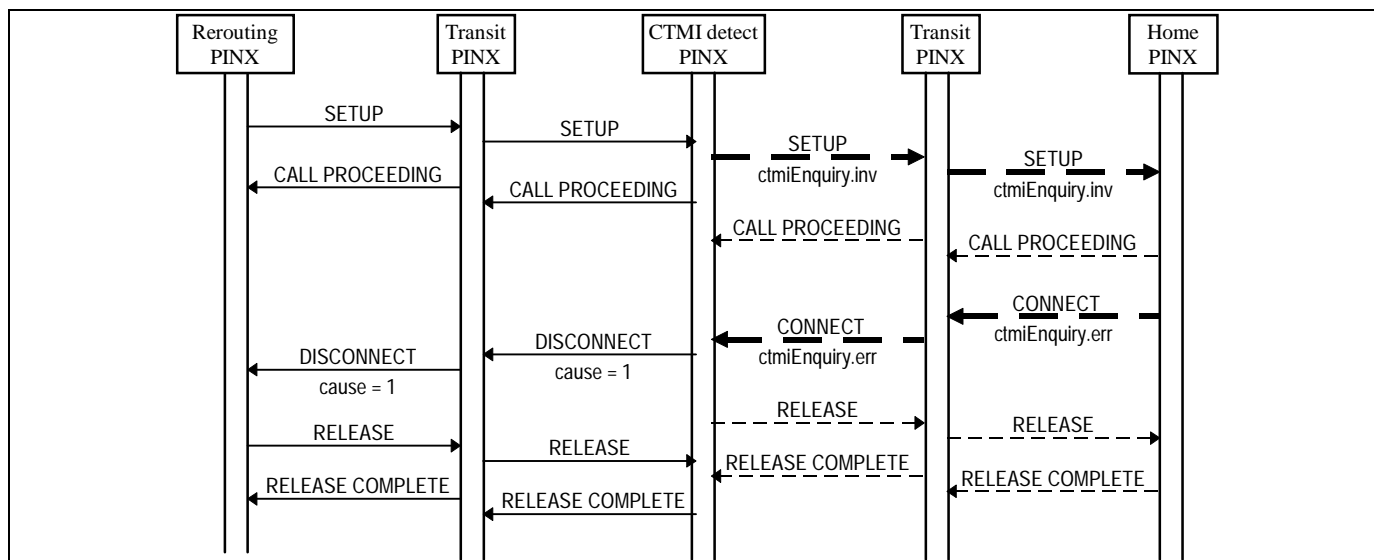 Rerouting
PINX
Transit
PINX
CTMI detect
PINX
Transit
PINX
Home
PINX
SETUP
SETUP
SETUP
ctmiEnquiry.inv
SETUP
ctmiEnquiry.inv
CALL PROCEEDING
CALL PROCEEDING
CALL PROCEEDING
CALL PROCEEDING
CONNECT
ctmiEnquiry.err
CONNECT
ctmiEnquiry.err
DISCONNECT
cause = 1
DISCONNECT
cause = 1
RELEASE
RELEASE
RELEASE
RELEASE
RELEASE COMPLETE
RELEASE COMPLETE
RELEASE COMPLETE
RELEASE COMPLETE